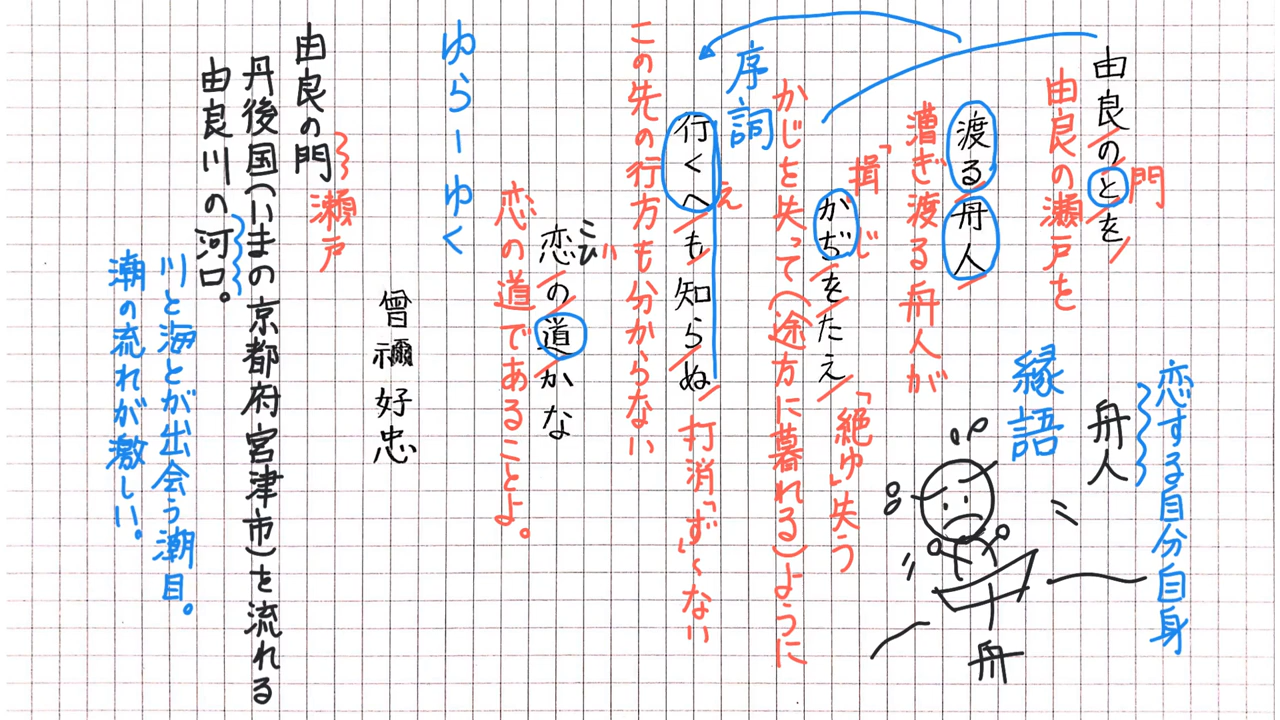 恋する自分自身
舟人
由良のとを
門
由良の瀬戸を
縁語
渡る舟人
漕ぎ渡る舟人が
舟
「楫」じ
かぢをたえ
「絶ゆ」失う
かじを失って（途方に暮れる）ように
序詞
行くへも知らぬ
え
打消「ず」～ない
この先の行方も分からない
こひ
い
恋の道かな
恋の道であることよ。
ゆらーゆく
曾禰好忠
由良の門
瀬戸
丹後国（いまの京都府宮津市）を流れる
由良川の河口。
川と海とが出会う潮目。
潮の流れが激しい。